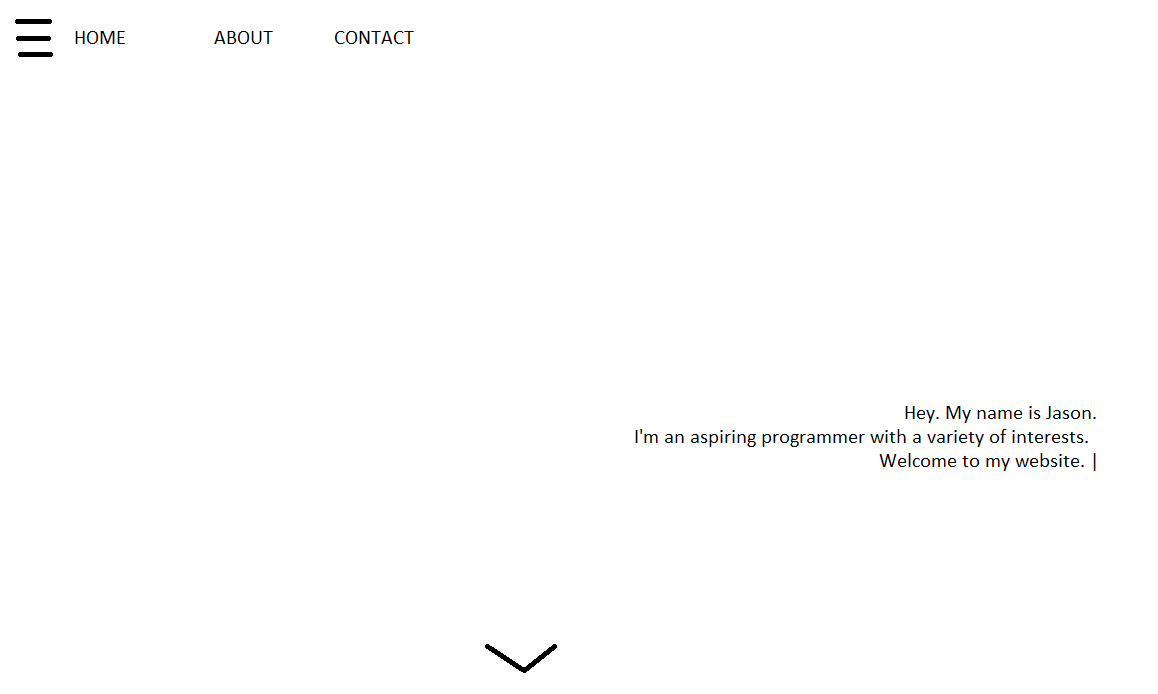 HOME ABOUT CONTACT
Hey. My name is Jason.
I'm an aspiring programmer with a variety of interests.
Welcome to my website. |